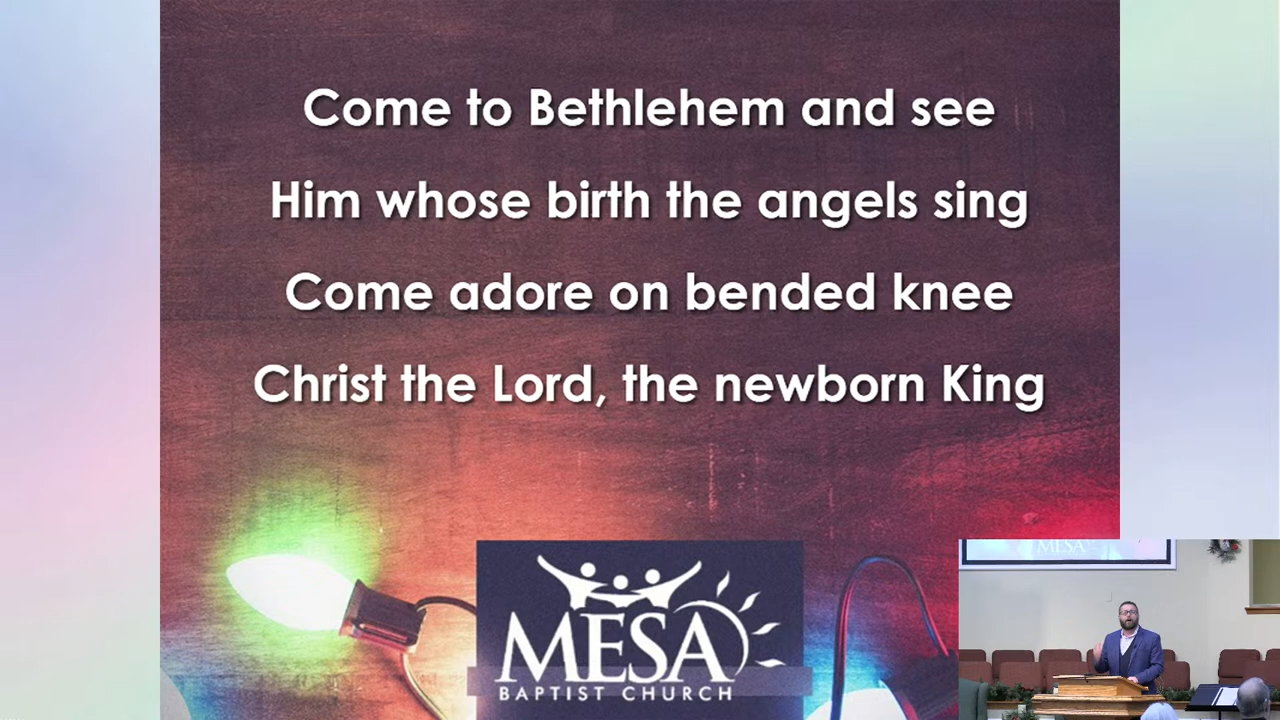 Come to Bethlehem and see
Him whose birth the angels sing
Come adore on bended knee
Christ the Lord, the newborn King
MESA
BAPTIST CHURCH
MESA